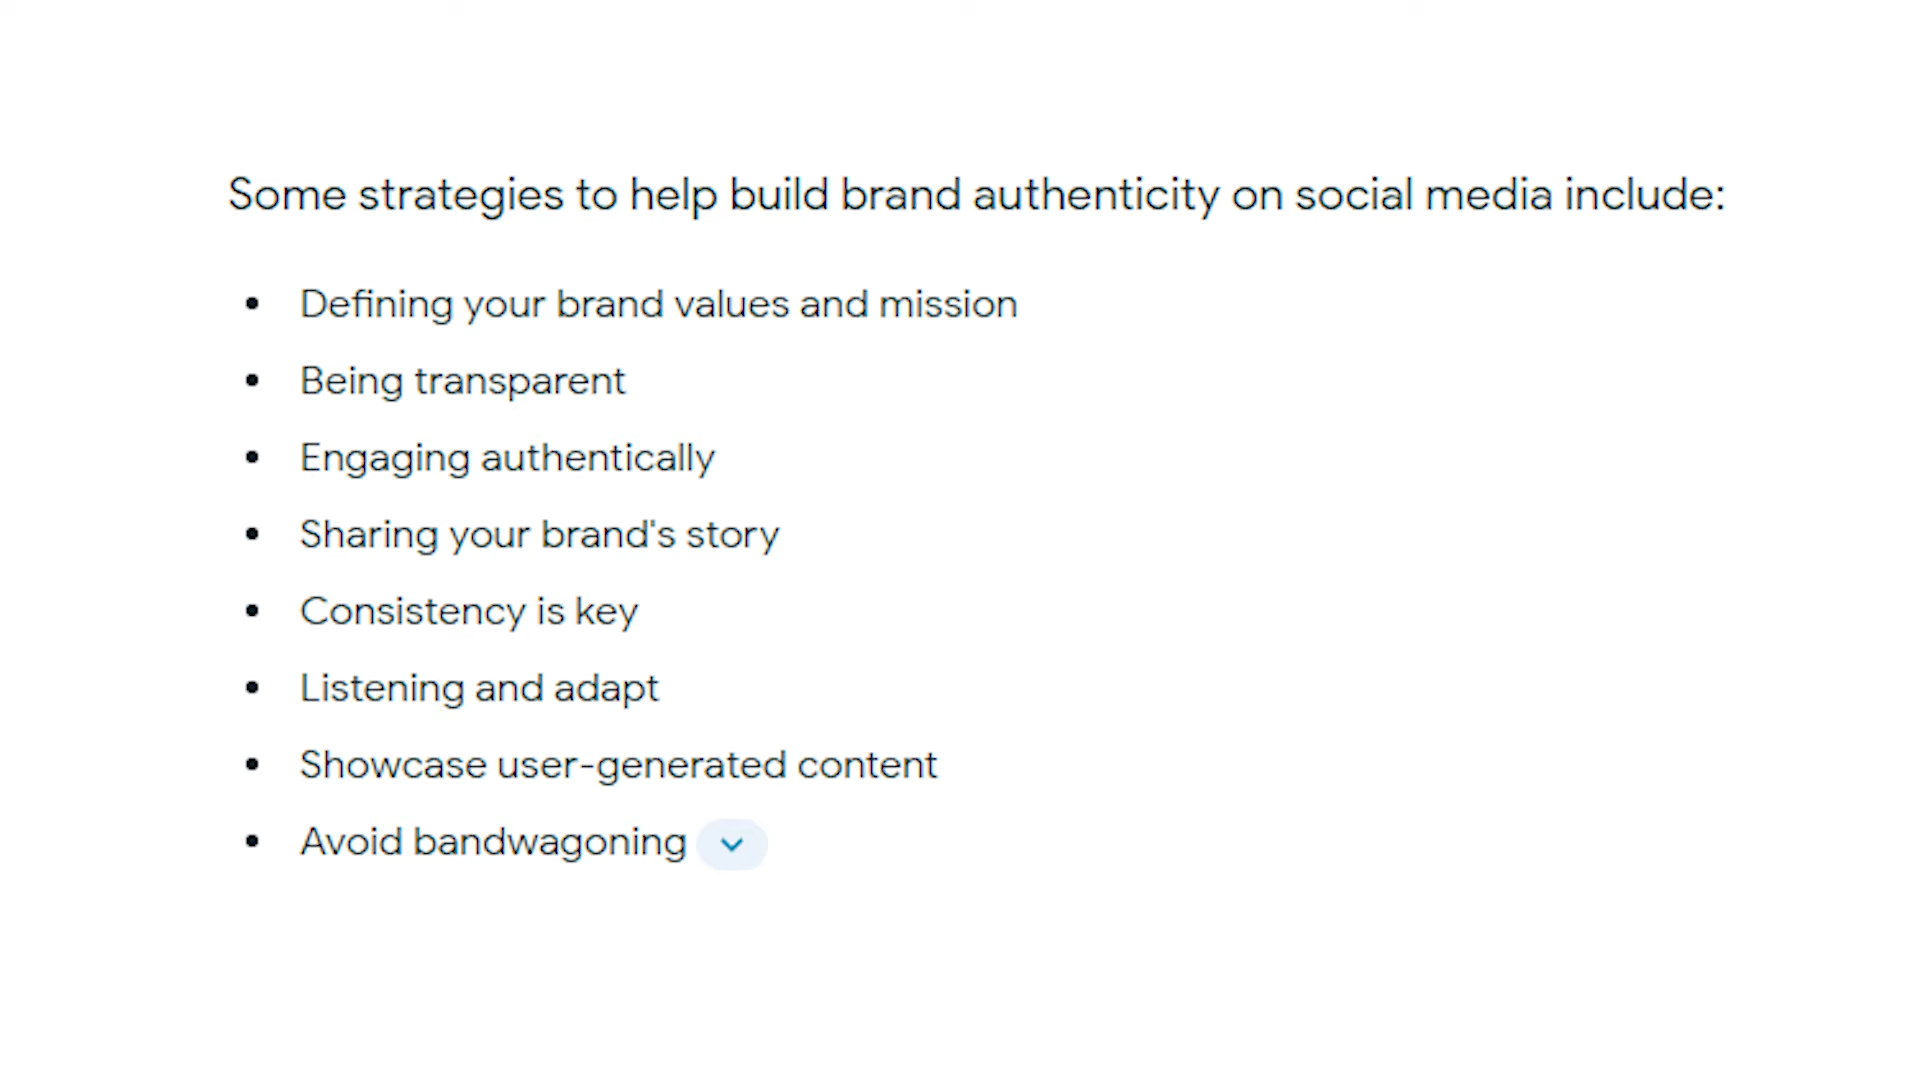 Some strategies to help build brand authenticity on social media include:
• Defining your brand values and mission
• Being transparent
• Engaging authentically
• Sharing your brand's story
• Consistency is key
• Listening and adapt
• Showcase user-generated content
• Avoid bandwagoning